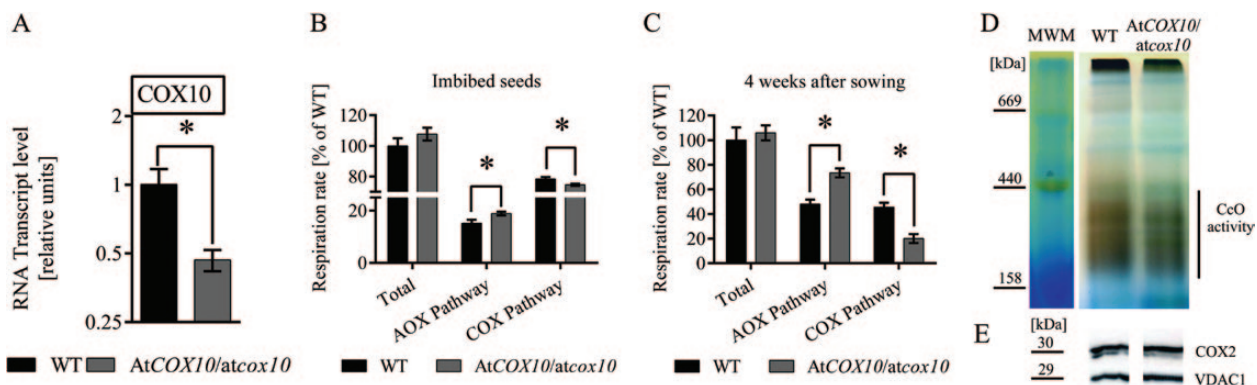 A
COX10
RNA Transcript level
[relative units]
2
1
0.5
0.25
*
WT AtCOX10/atcox10
B
Imbibed seeds
Respiration rate [% of WT]
120
100
80
20
0
*
*
Total
AOX Pathway
COX Pathway
WT AtCOX10/atcox10
C
4 weeks after sowing
Respiration rate [% of WT]
120
100
80
60
40
20
0
*
*
Total
AOX Pathway
COX Pathway
WT AtCOX10/atcox10
D
MWM WT AtCOX10/
atcox10
[kDa]
669
440
158
CcO
activity
E
[kDa]
30
29
COX2
VDAC1